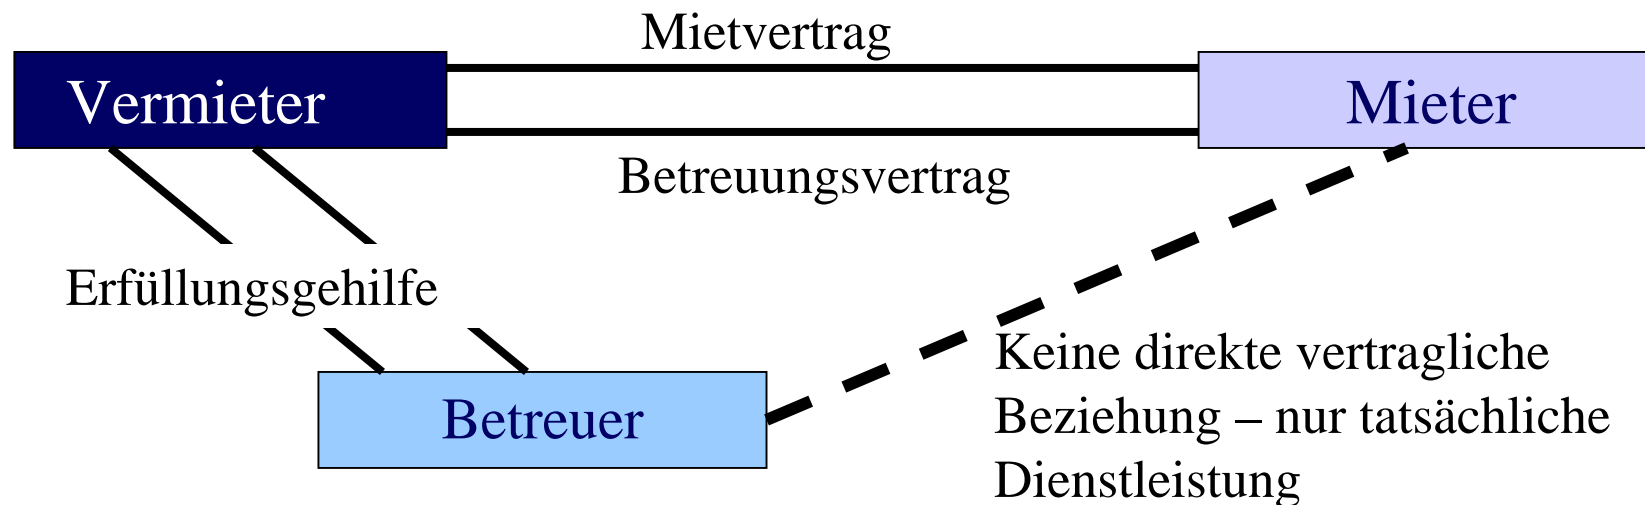 Mietvertrag
Vermieter
Mieter
Betreuungsvertrag
Erfüllungsgehilfe
Keine direkte vertragliche
Beziehung – nur tatsächliche
Dienstleistung
Betreuer